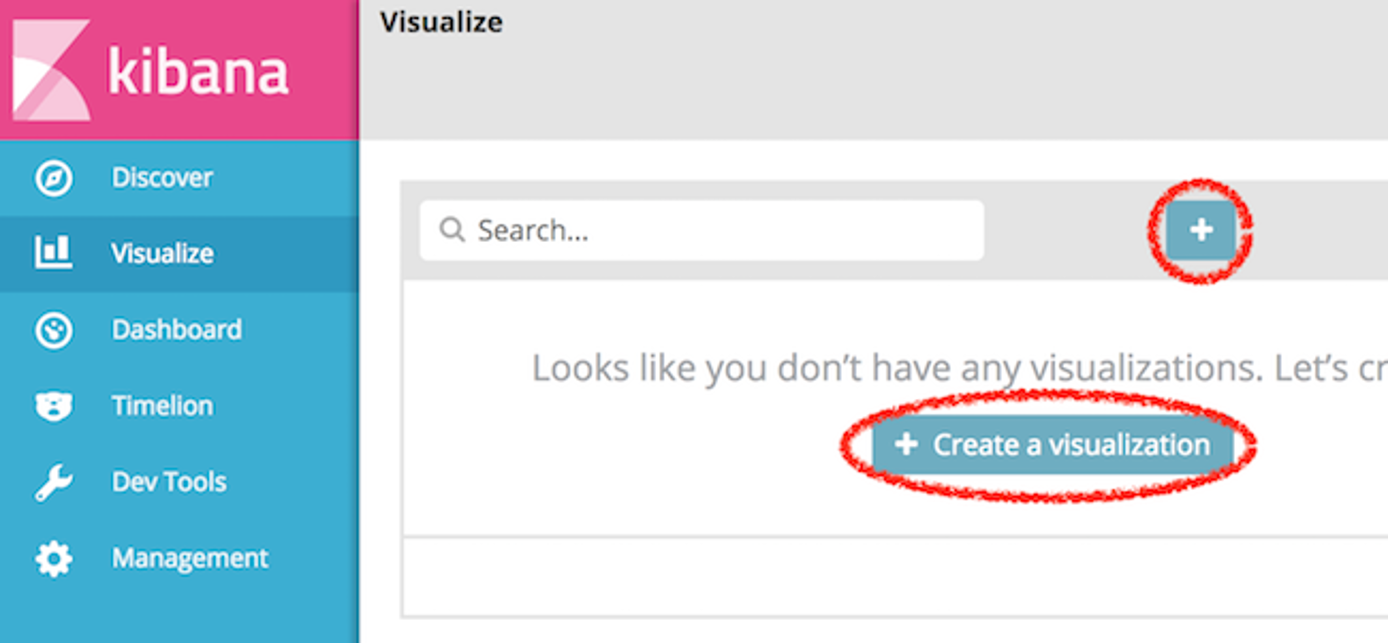 kibana
Discover
Visualize
Dashboard
Timelion
Dev Tools
Management
Visualize
Search...
Looks like you don't have any visualizations. Let's cr
+ Create a visualization